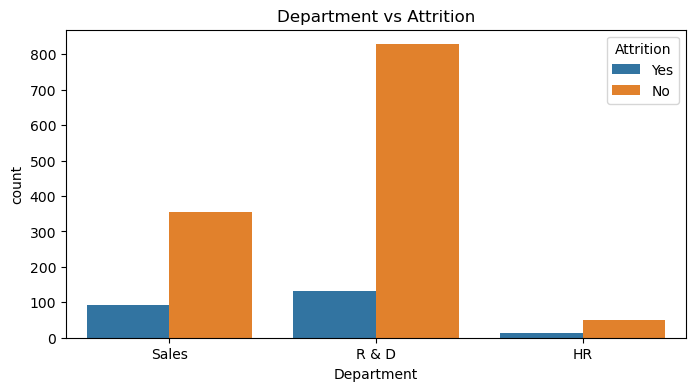 Department vs Attrition
Attrition
Yes
No
count
800
700
600
500
400
300
200
100
0
Sales
R & D
HR
Department